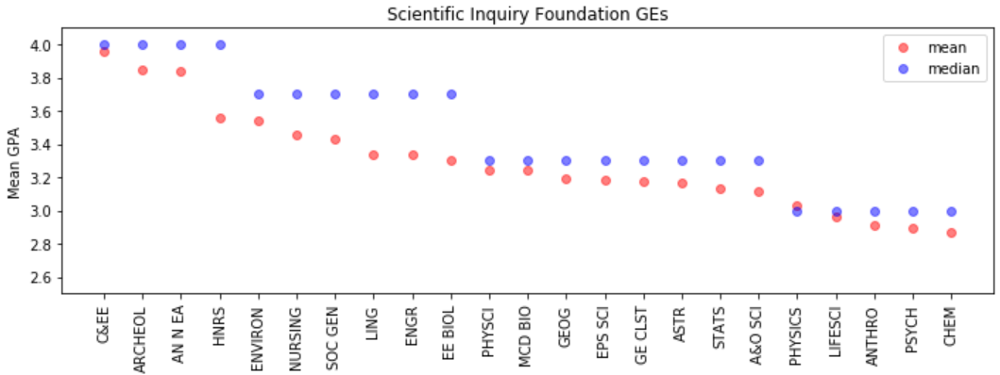 Scientific Inquiry Foundation GEs
Mean GPA
4.0
3.8
3.6
3.4
3.2
3.0
2.8
2.6
mean
median
C&EE
ARCHEOL
AN N EA
HNRS
ENVIRON
NURSING
SOC GEN
LING
ENGR
EE BIOL
PHYSCI
MCD BIO
GEOG
EPS SCI
GE CLST
ASTR
STATS
A&O SCI
PHYSICS
LIFESCI
ANTHRO
PSYCH
CHEM